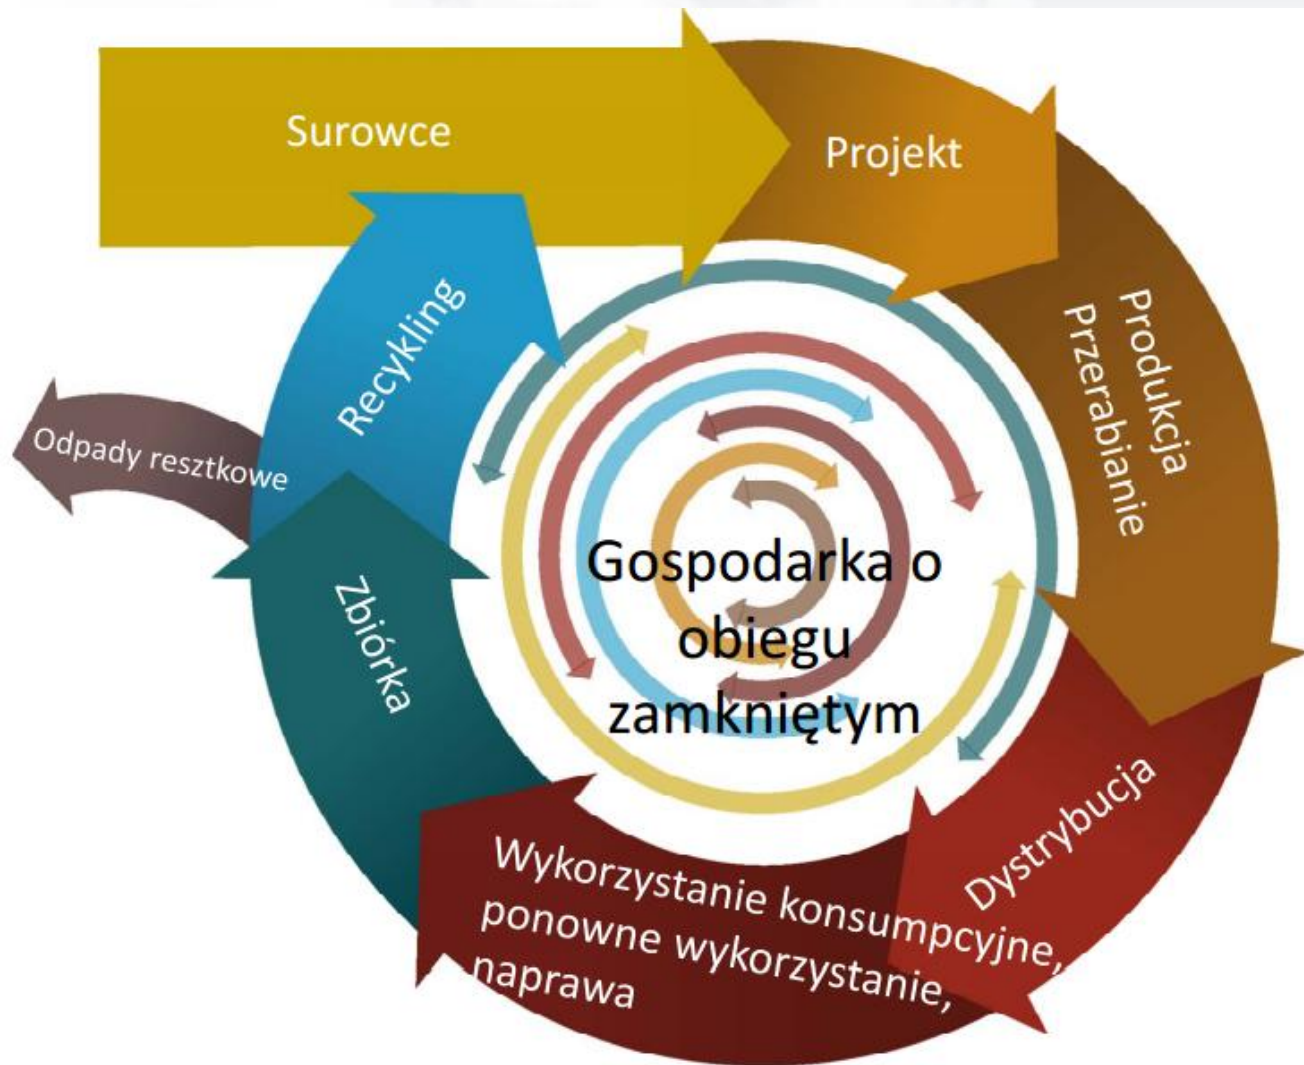 Surowce
Projekt
Produkcja
Przerabianie
Dystrybucja
Wykorzystanie konsumpcyjne,
ponowne wykorzystanie,
naprawa
Zbiórka
Recykling
Odpady resztkowe
Gospodarka o
obiegu
zamkniętym